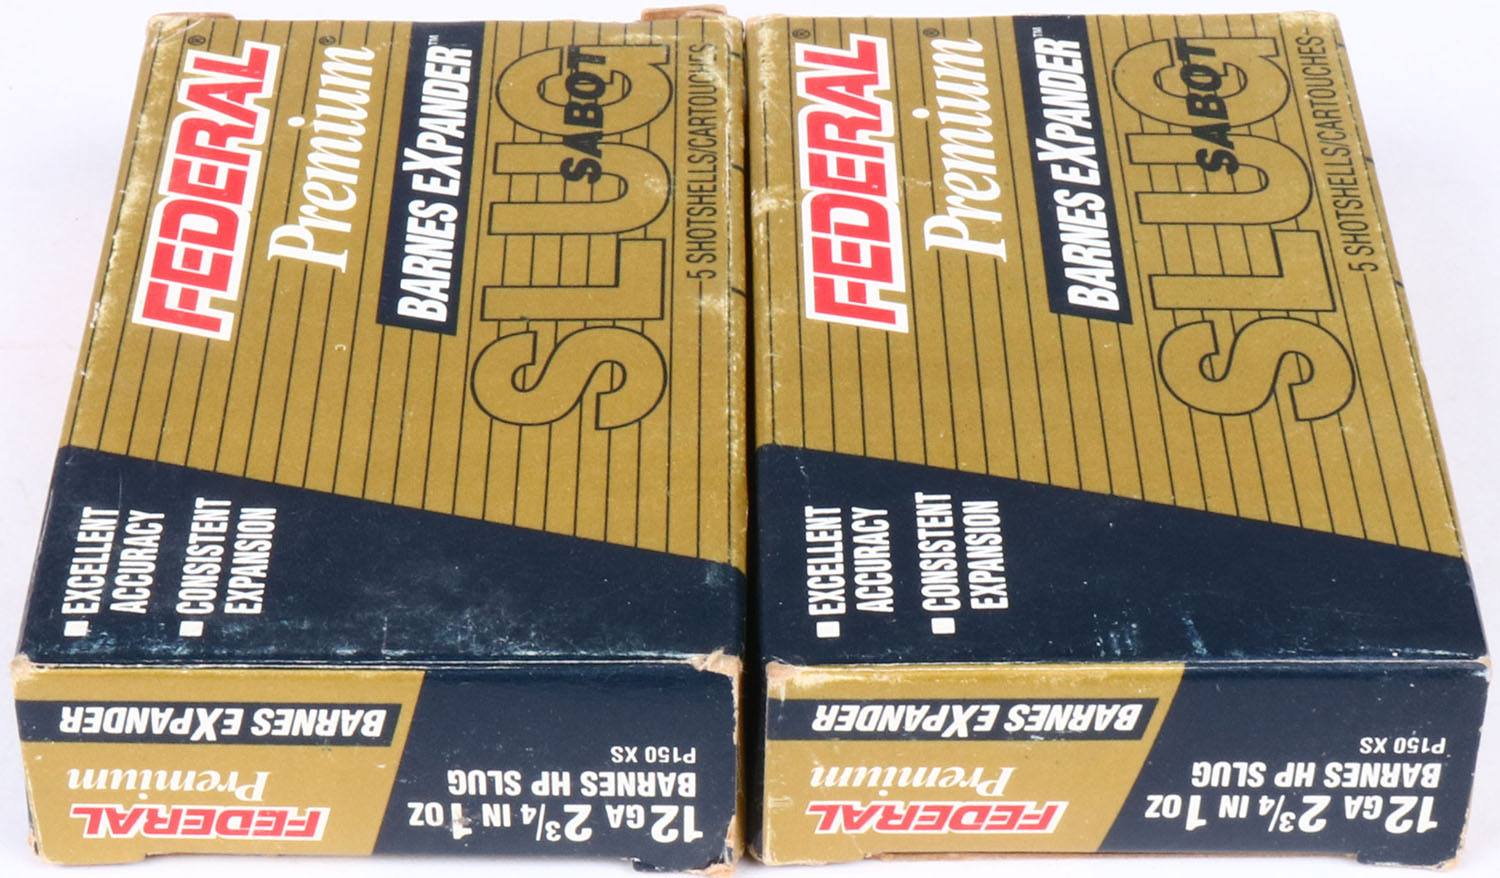 FEDERAL®
Premium®
BARNES EXPANDER™
SLUG
SABOT
5 SHOTSHELLS/CARTOUCHES
■ EXCELLENT
ACCURACY
■ CONSISTENT
EXPANSION
12 GA 2 3/4 IN 1 OZ
BARNES HP SLUG
P150 XS
FEDERAL
Premium
BARNES EXPANDER
FEDERAL®
Premium®
BARNES EXPANDER™
SLUG
SABOT
5 SHOTSHELLS/CARTOUCHES
■ EXCELLENT
ACCURACY
■ CONSISTENT
EXPANSION
12 GA 2 3/4 IN 1 OZ
BARNES HP SLUG
P150 XS
FEDERAL
Premium
BARNES EXPANDER